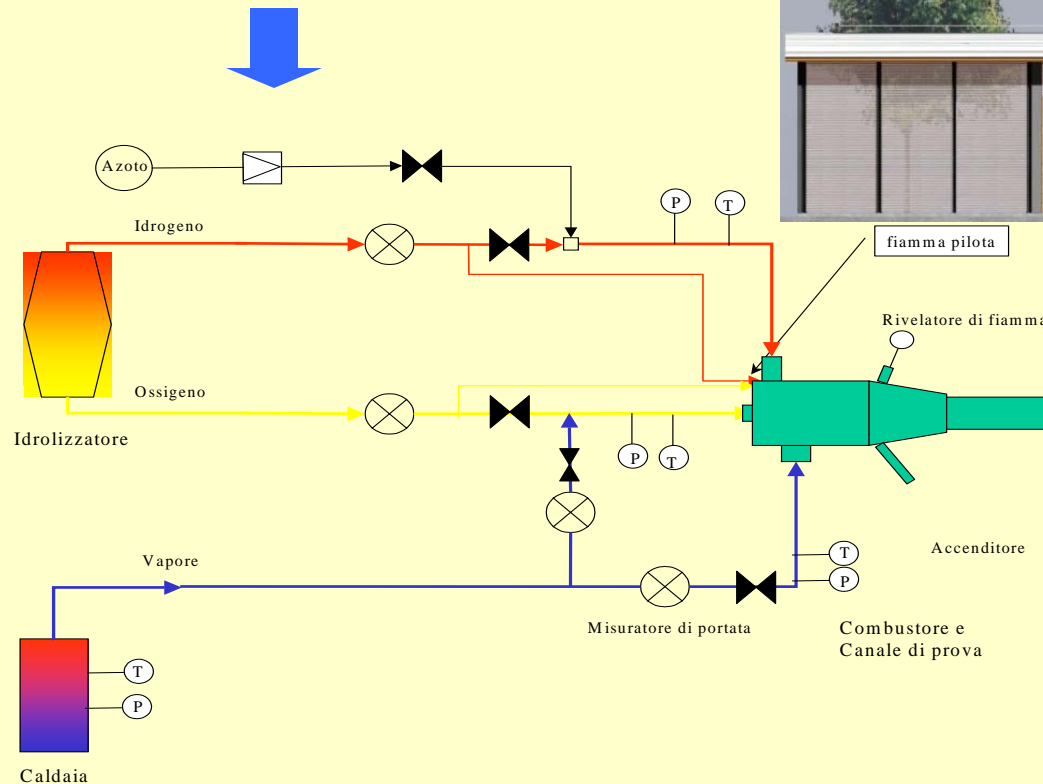 Azoto
P
T
Idrogeno
fiamma pilota
Rivelatore di fiamma
Ossigeno
Idrolizzatore
P
T
Vapore
T
P
Accenditore
Misuratore di portata
Combustore e
Canale di prova
T
P
Caldaia